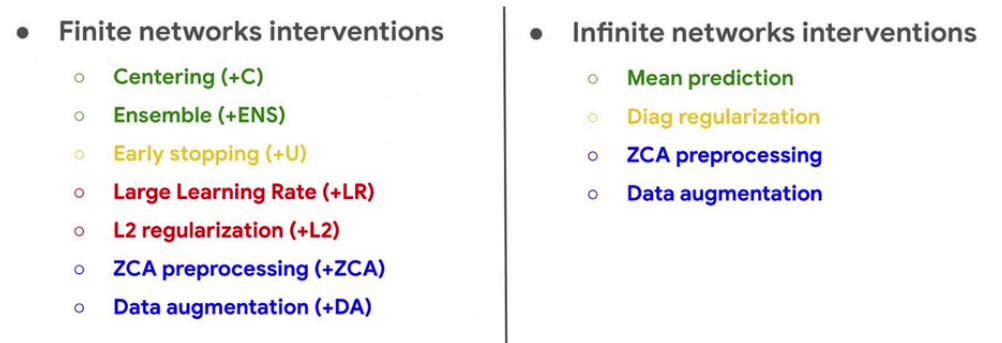 Finite networks interventions
Centering (+C)
Ensemble (+ENS)
Early stopping (+U)
Large Learning Rate (+LR)
L2 regularization (+L2)
ZCA preprocessing (+ZCA)
Data augmentation (+DA)
Infinite networks interventions
Mean prediction
Diag regularization
ZCA preprocessing
Data augmentation